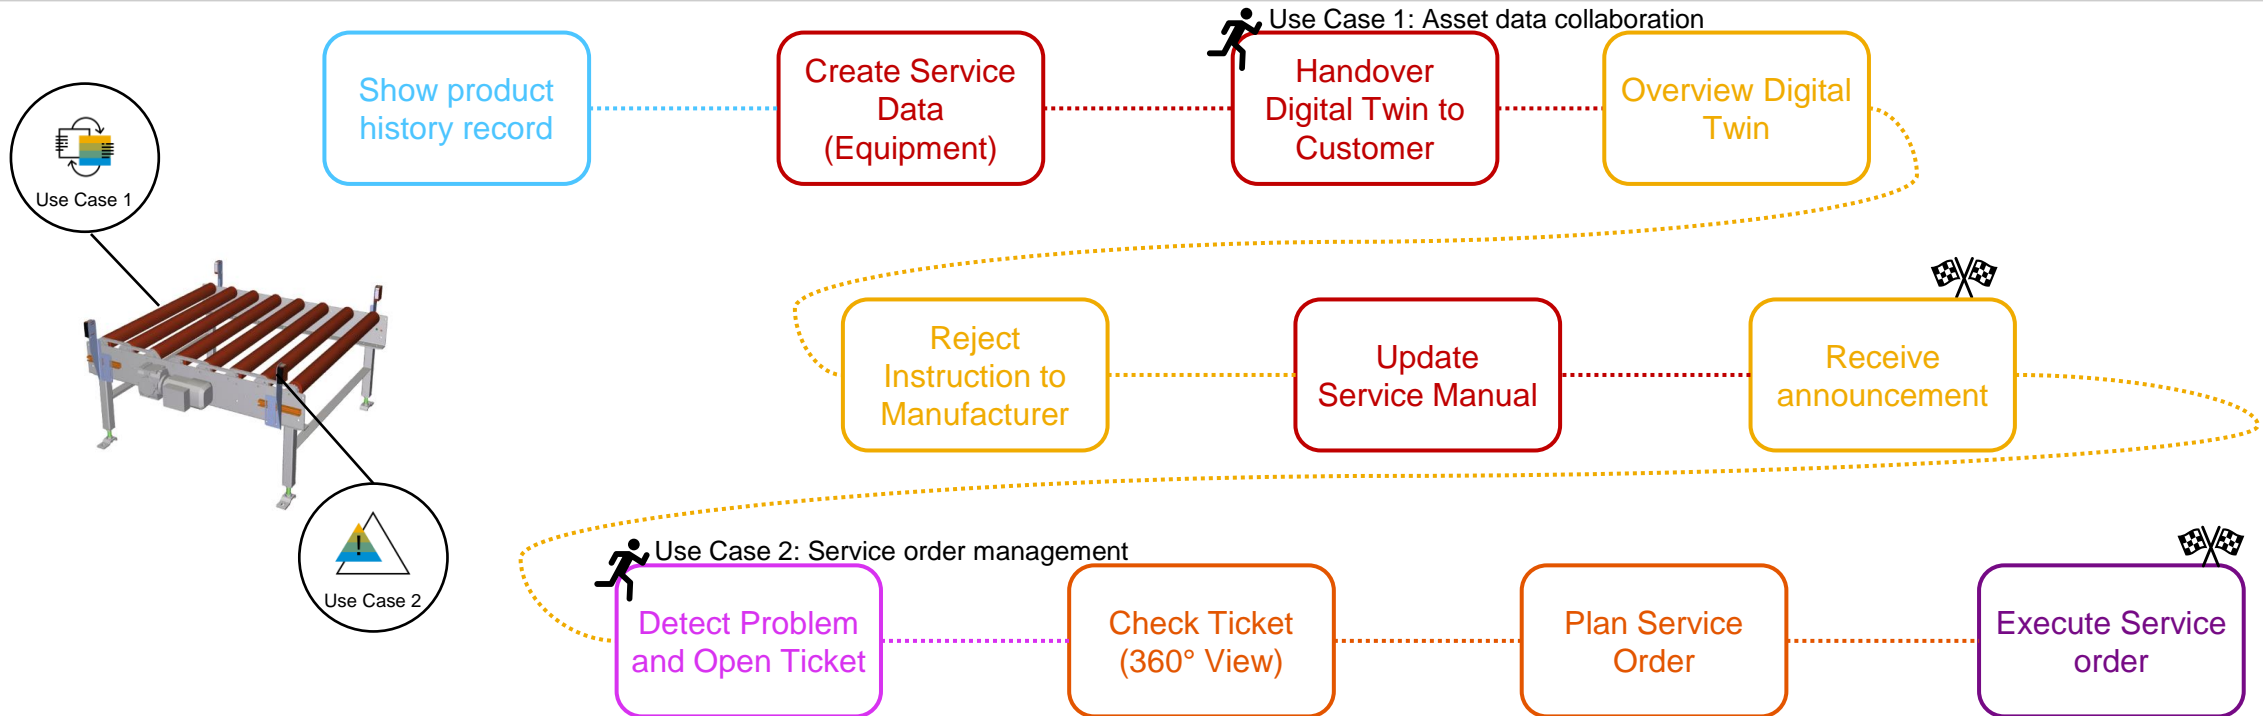 Use Case 1: Asset data collaboration
Show product
history record
Create Service
Data
(Equipment)
Handover
Digital Twin to
Customer
Overview Digital
Twin
Use Case 1
Reject
Instruction to
Manufacturer
Update
Service Manual
Receive
announcement
Use Case 2
Use Case 2: Service order management
Detect Problem
and Open Ticket
Check Ticket
(360° View)
Plan Service
Order
Execute Service
order